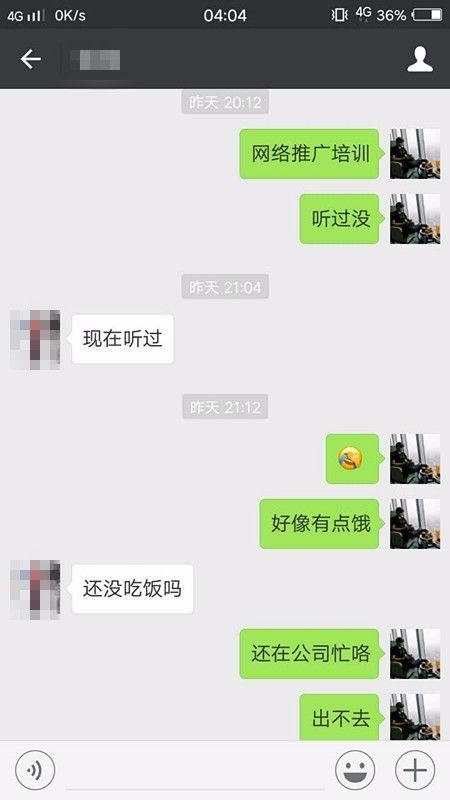 4G 0K/s 04:04 4G 36%
昨天 20:12
网络推广培训
听过没
昨天 21:04
现在听过
昨天 21:12
好像有点饿
还没吃饭吗
还在公司忙咯
出不去